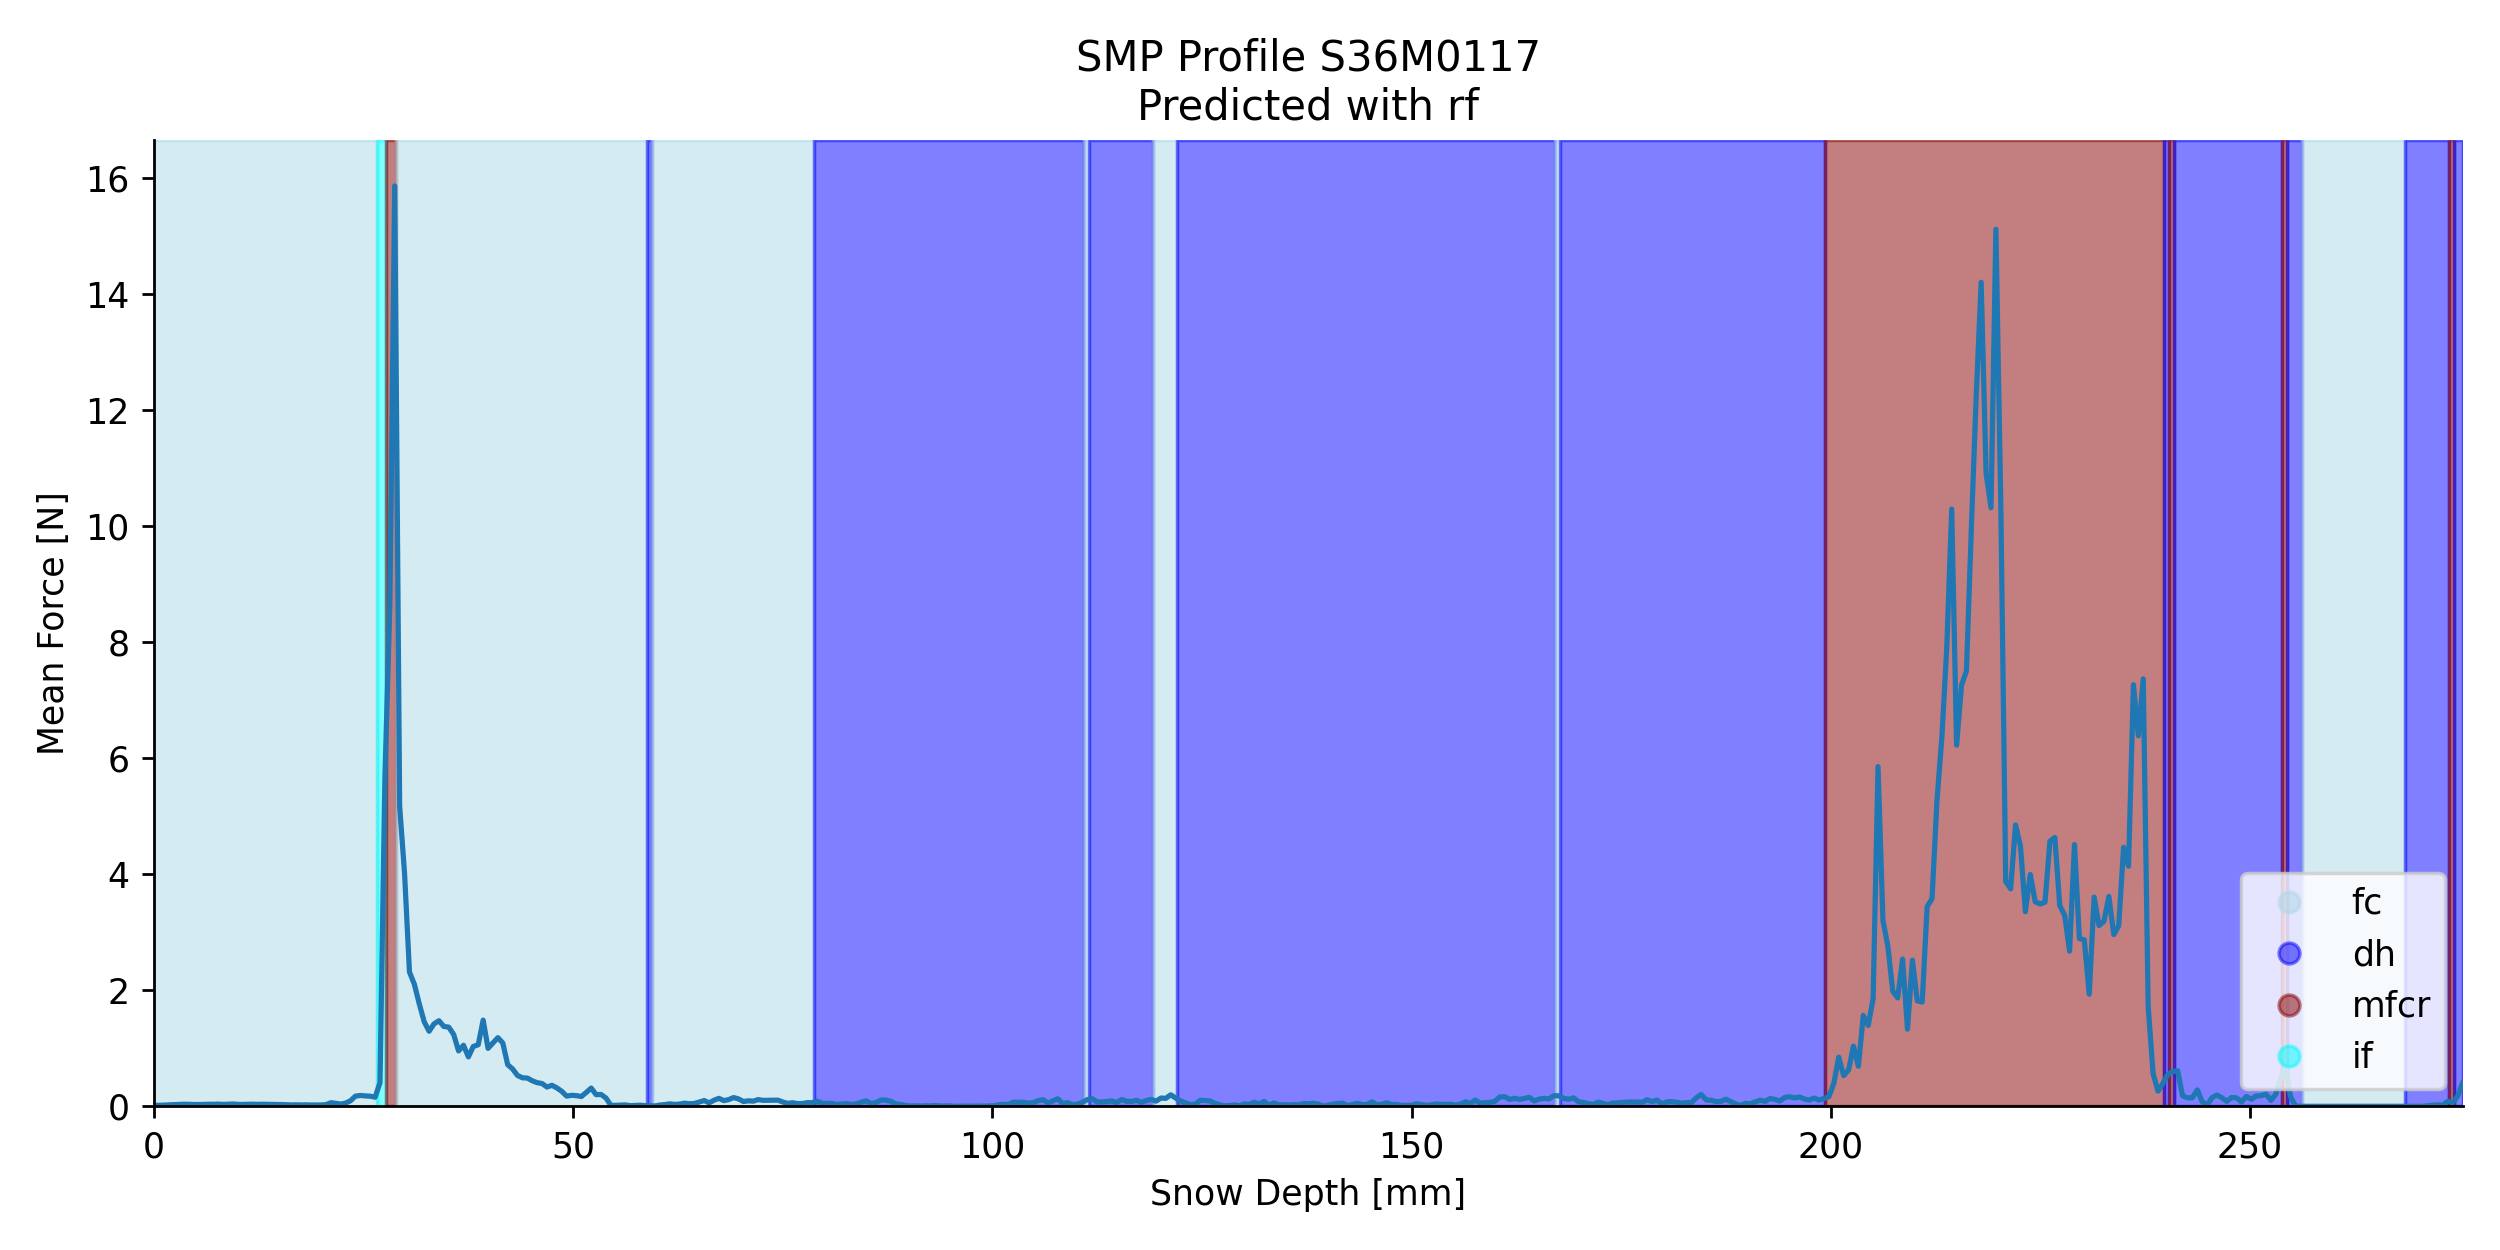 SMP Profile S36M0117
Predicted with rf
16
14
12
10
8
6
4
2
0
Mean Force [N]
0 50 100 150 200 250
Snow Depth [mm]
fc
dh
mfcr
if